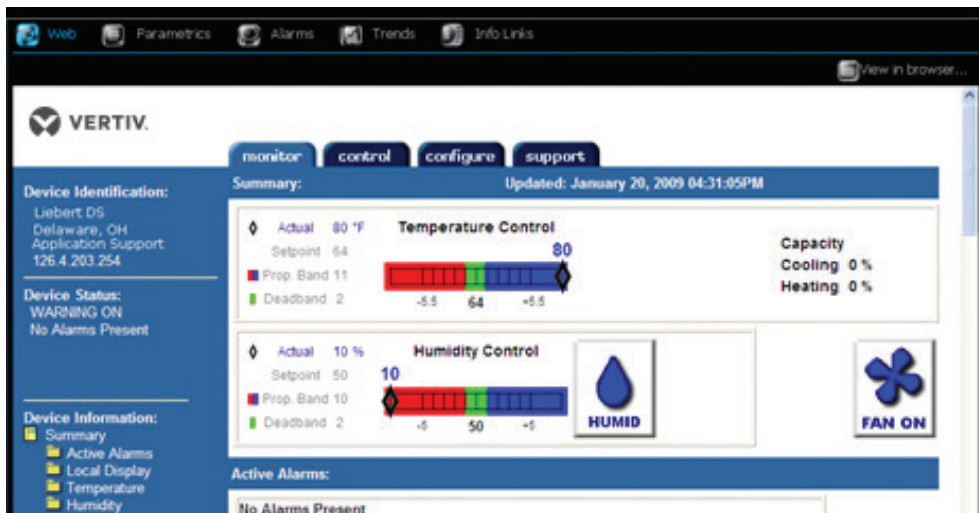 Web Parametrics Alarms Trends Info Links
View in browser...
VERTIV.
monitor control configure support
Device Identification:
Liebert DS
Delaware, OH
Application Support
126.4.203.254
Device Status:
WARNING ON
No Alarms Present
Device Information:
Summary
Active Alarms
Local Display
Temperature
Humidity
Summary: Updated: January 20, 2009 04:31:05PM
Actual 80 °F Temperature Control
Setpoint 64 80
Prop. Band 11
Deadband 2 -5.5 64 +5.5
Capacity
Cooling 0 %
Heating 0 %
Actual 10 % Humidity Control
Setpoint 50 10
Prop. Band 10
Deadband 2 -5 50 +5
HUMID
FAN ON
Active Alarms:
No Alarms Present